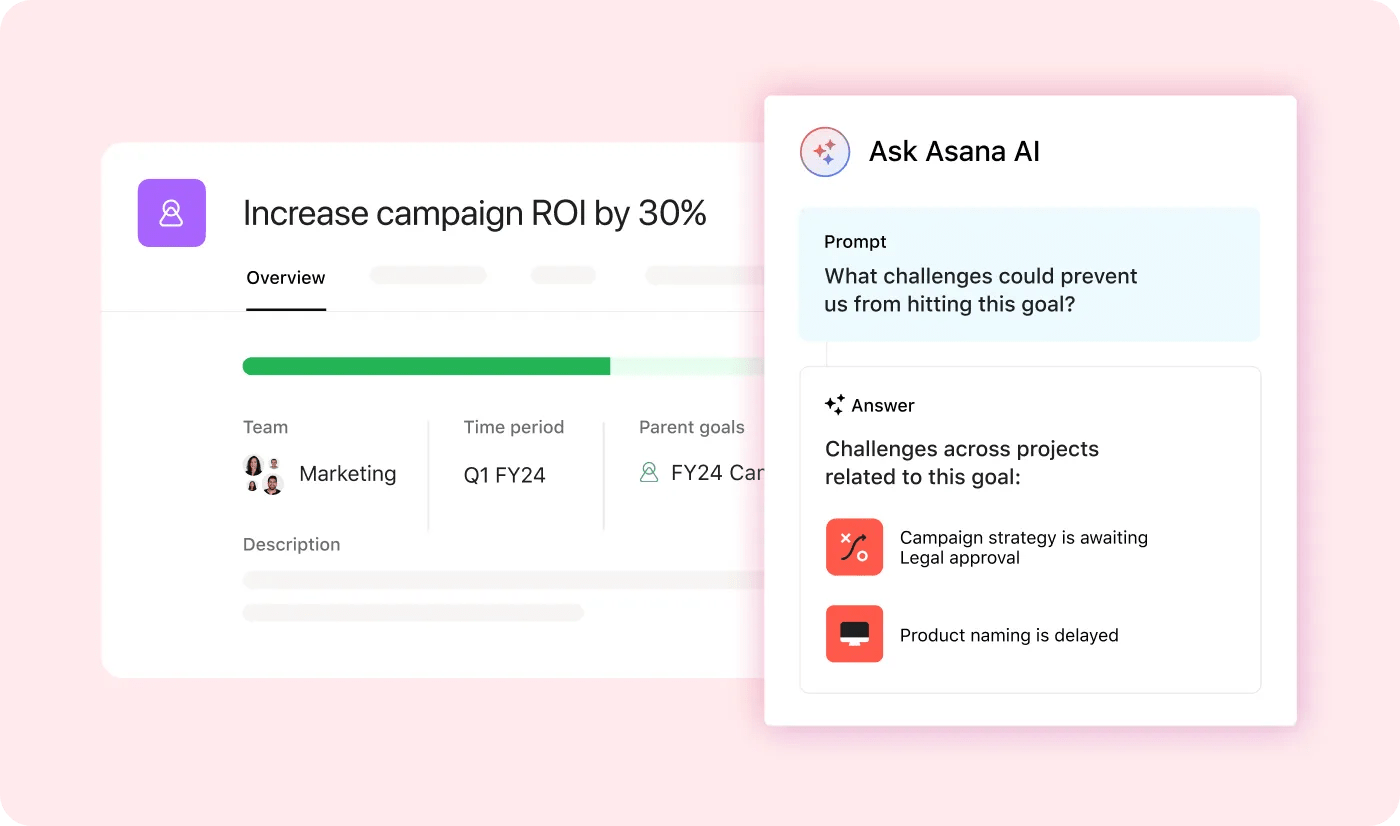 Increase campaign ROI by 30%
Overview
Team
Marketing
Time period
Q1 FY24
Parent goals
FY24 Car
Description
Ask Asana AI
Prompt
What challenges could prevent
us from hitting this goal?
Answer
Challenges across projects
related to this goal:
Campaign strategy is awaiting
Legal approval
Product naming is delayed